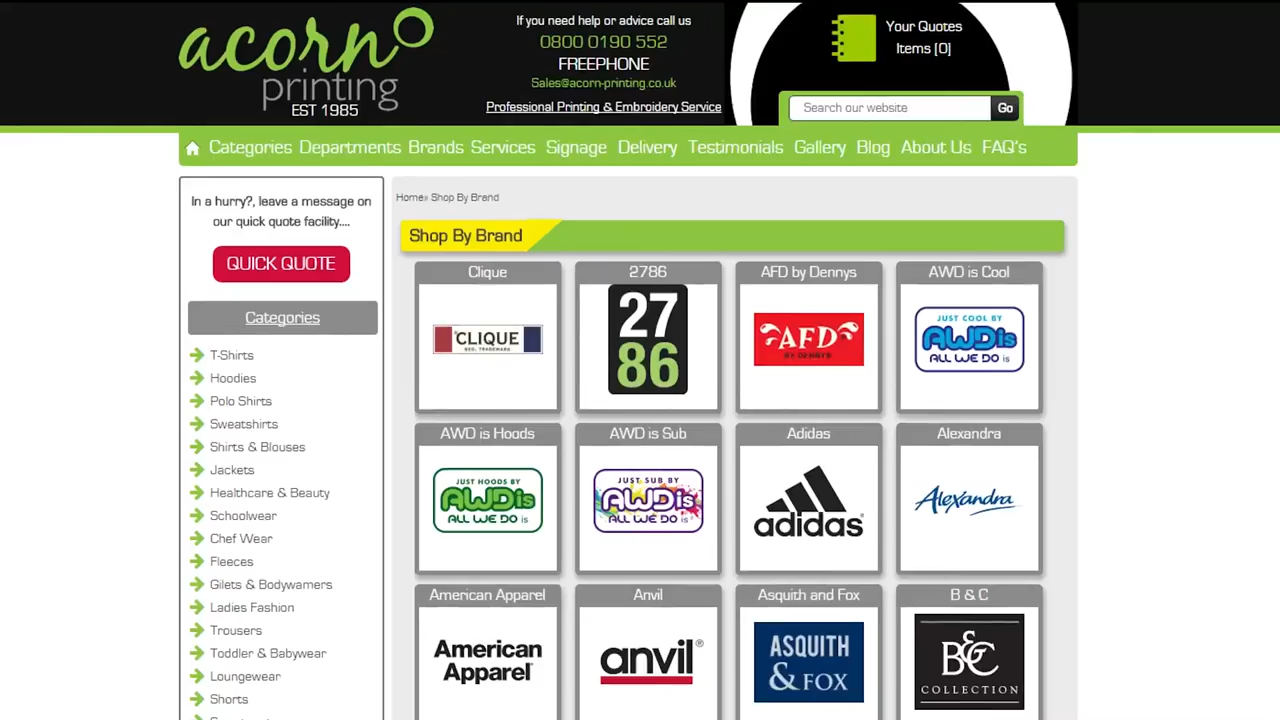 acorn
printing
EST 1985
If you need help or advice call us
0800 0190 552
FREEPHONE
Sales@acorn-printing.co.uk
Professional Printing & Embroidery Service
Your Quotes
Items [0]
Search our website
Go
Categories Departments Brands Services Signage Delivery Testimonials Gallery Blog About Us FAQ's
In a hurry?, leave a message on
our quick quote facility....
QUICK QUOTE
Categories
T-Shirts
Hoodies
Polo Shirts
Sweatshirts
Shirts & Blouses
Jackets
Healthcare & Beauty
Schoolwear
Chef Wear
Fleeces
Gilets & Bodywamers
Ladies Fashion
Trousers
Toddler & Babywear
Loungewear
Shorts
Home» Shop By Brand
Shop By Brand
Clique
CLIQUE
REG. TRADEMARK
2786
27
86
AFD by Dennys
AFD
BY DENNYS
AWD is Cool
JUST COOL BY
AWDis
ALL WE DO is
AWD is Hoods
JUST HOODS BY
AWDis
ALL WE DO is
AWD is Sub
JUST SUB BY
AWDis
ALL WE DO is
Adidas
adidas®
Alexandra
Alexandra
American Apparel
American
Apparel®
Anvil
anvil®
Asquith and Fox
ASQUITH
& FOX
B & C
B&C
COLLECTION